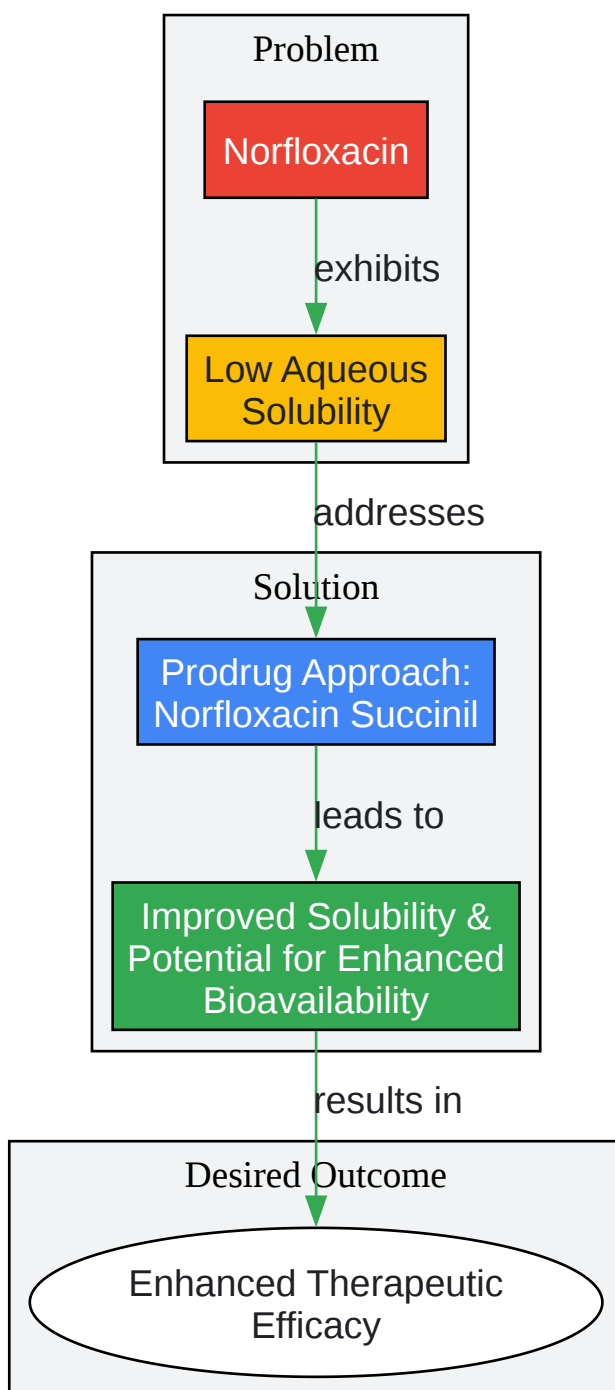 Problem
Norfloxacin
exhibits
Low Aqueous
Solubility
addresses
Solution
Prodrug Approach:
Norfloxacin Succinil
leads to
Improved Solubility &
Potential for Enhanced
Bioavailability
results in
Desired Outcome
Enhanced Therapeutic
Efficacy